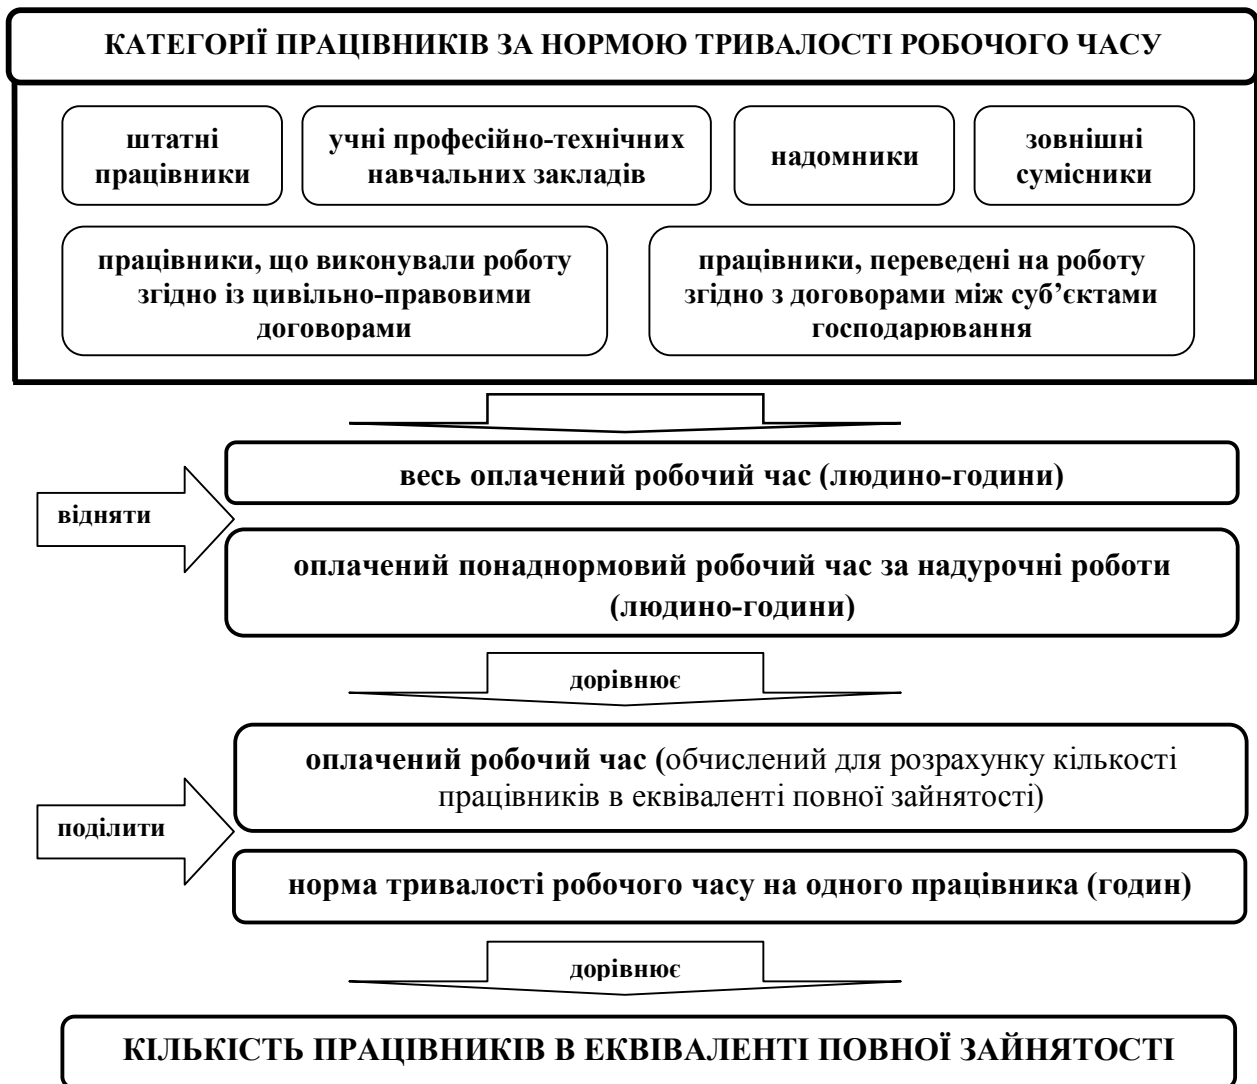 КАТЕГОРІЇ ПРАЦІВНИКІВ ЗА НОРМОЮ ТРИВАЛОСТІ РОБОЧОГО ЧАСУ
штатні
працівники
учні професійно-технічних
навчальних закладів
надомники
зовнішні
сумісники
працівники, що виконували роботу
згідно із цивільно-правовими
договорами
працівники, переведені на роботу
згідно з договорами між суб’єктами
господарювання
весь оплачений робочий час (людино-години)
відняти
оплачений понаднормовий робочий час за надурочні роботи
(людино-години)
дорівнює
оплачений робочий час (обчислений для розрахунку кількості
працівників в еквіваленті повної зайнятості)
поділити
норма тривалості робочого часу на одного працівника (годин)
дорівнює
КІЛЬКІСТЬ ПРАЦІВНИКІВ В ЕКВІВАЛЕНТІ ПОВНОЇ ЗАЙНЯТОСТІ